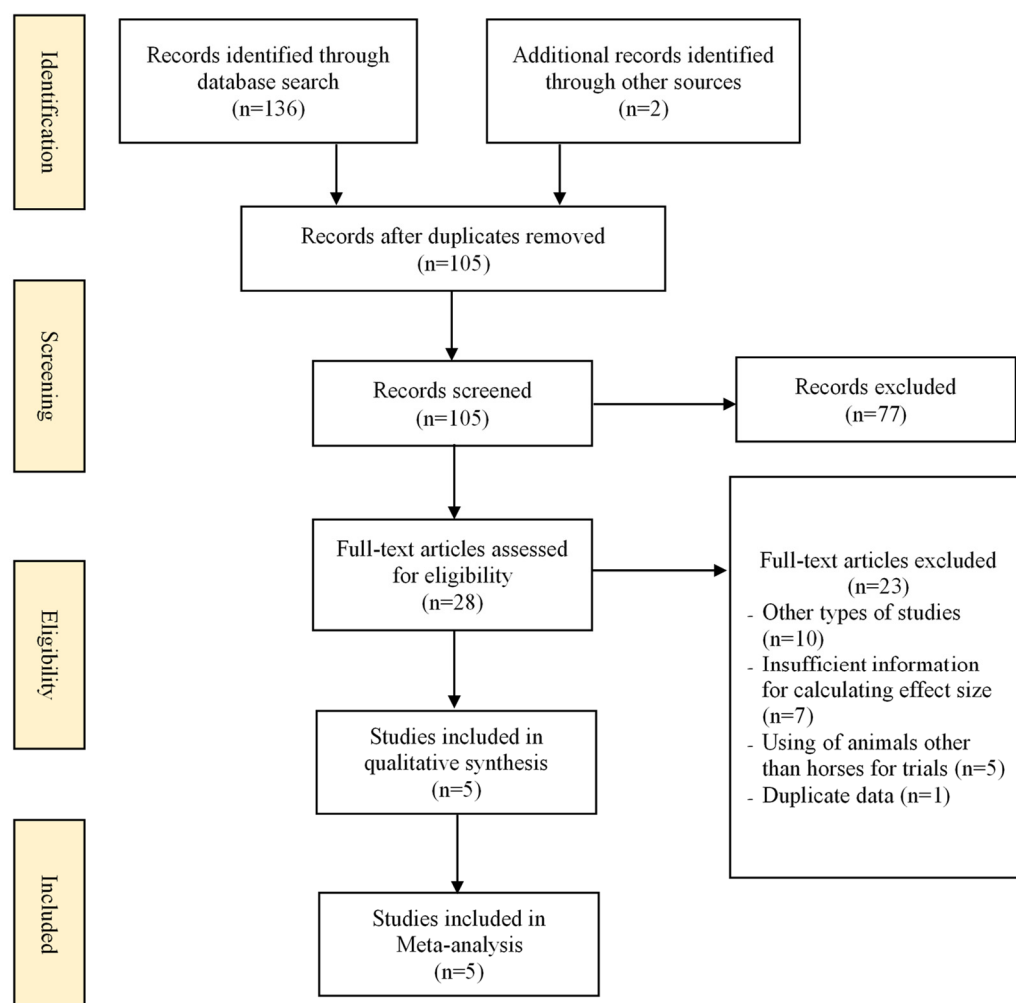 Identification
Records identified through
database search
(n=136)
Additional records identified
through other sources
(n=2)
Records after duplicates removed
(n=105)
Screening
Records screened
(n=105)
Records excluded
(n=77)
Eligibility
Full-text articles assessed
for eligibility
(n=28)
Full-text articles excluded
(n=23)
- Other types of studies
(n=10)
- Insufficient information
for calculating effect size
(n=7)
- Using of animals other
than horses for trials (n=5)
- Duplicate data (n=1)
Studies included in
qualitative synthesis
(n=5)
Included
Studies included in
Meta-analysis
(n=5)